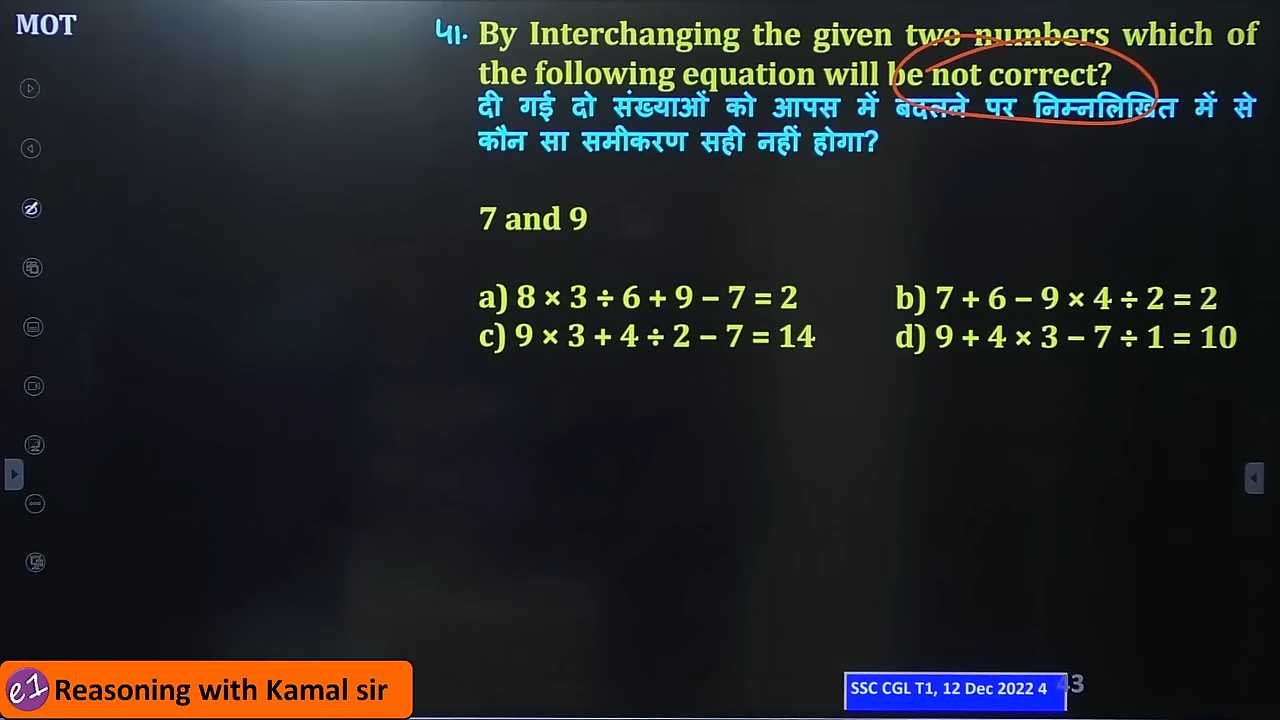 MOT
41. By Interchanging the given two numbers which of
the following equation will be not correct?
दी गई दो संख्याओं को आपस में बदलने पर निम्नलिखित में से
कौन सा समीकरण सही नहीं होगा?
7 and 9
a) 8 × 3 ÷ 6 + 9 – 7 = 2
b) 7 + 6 – 9 × 4 ÷ 2 = 2
c) 9 × 3 + 4 ÷ 2 – 7 = 14
d) 9 + 4 × 3 – 7 ÷ 1 = 10
e1 Reasoning with Kamal sir
SSC CGL T1, 12 Dec 2022 4
43